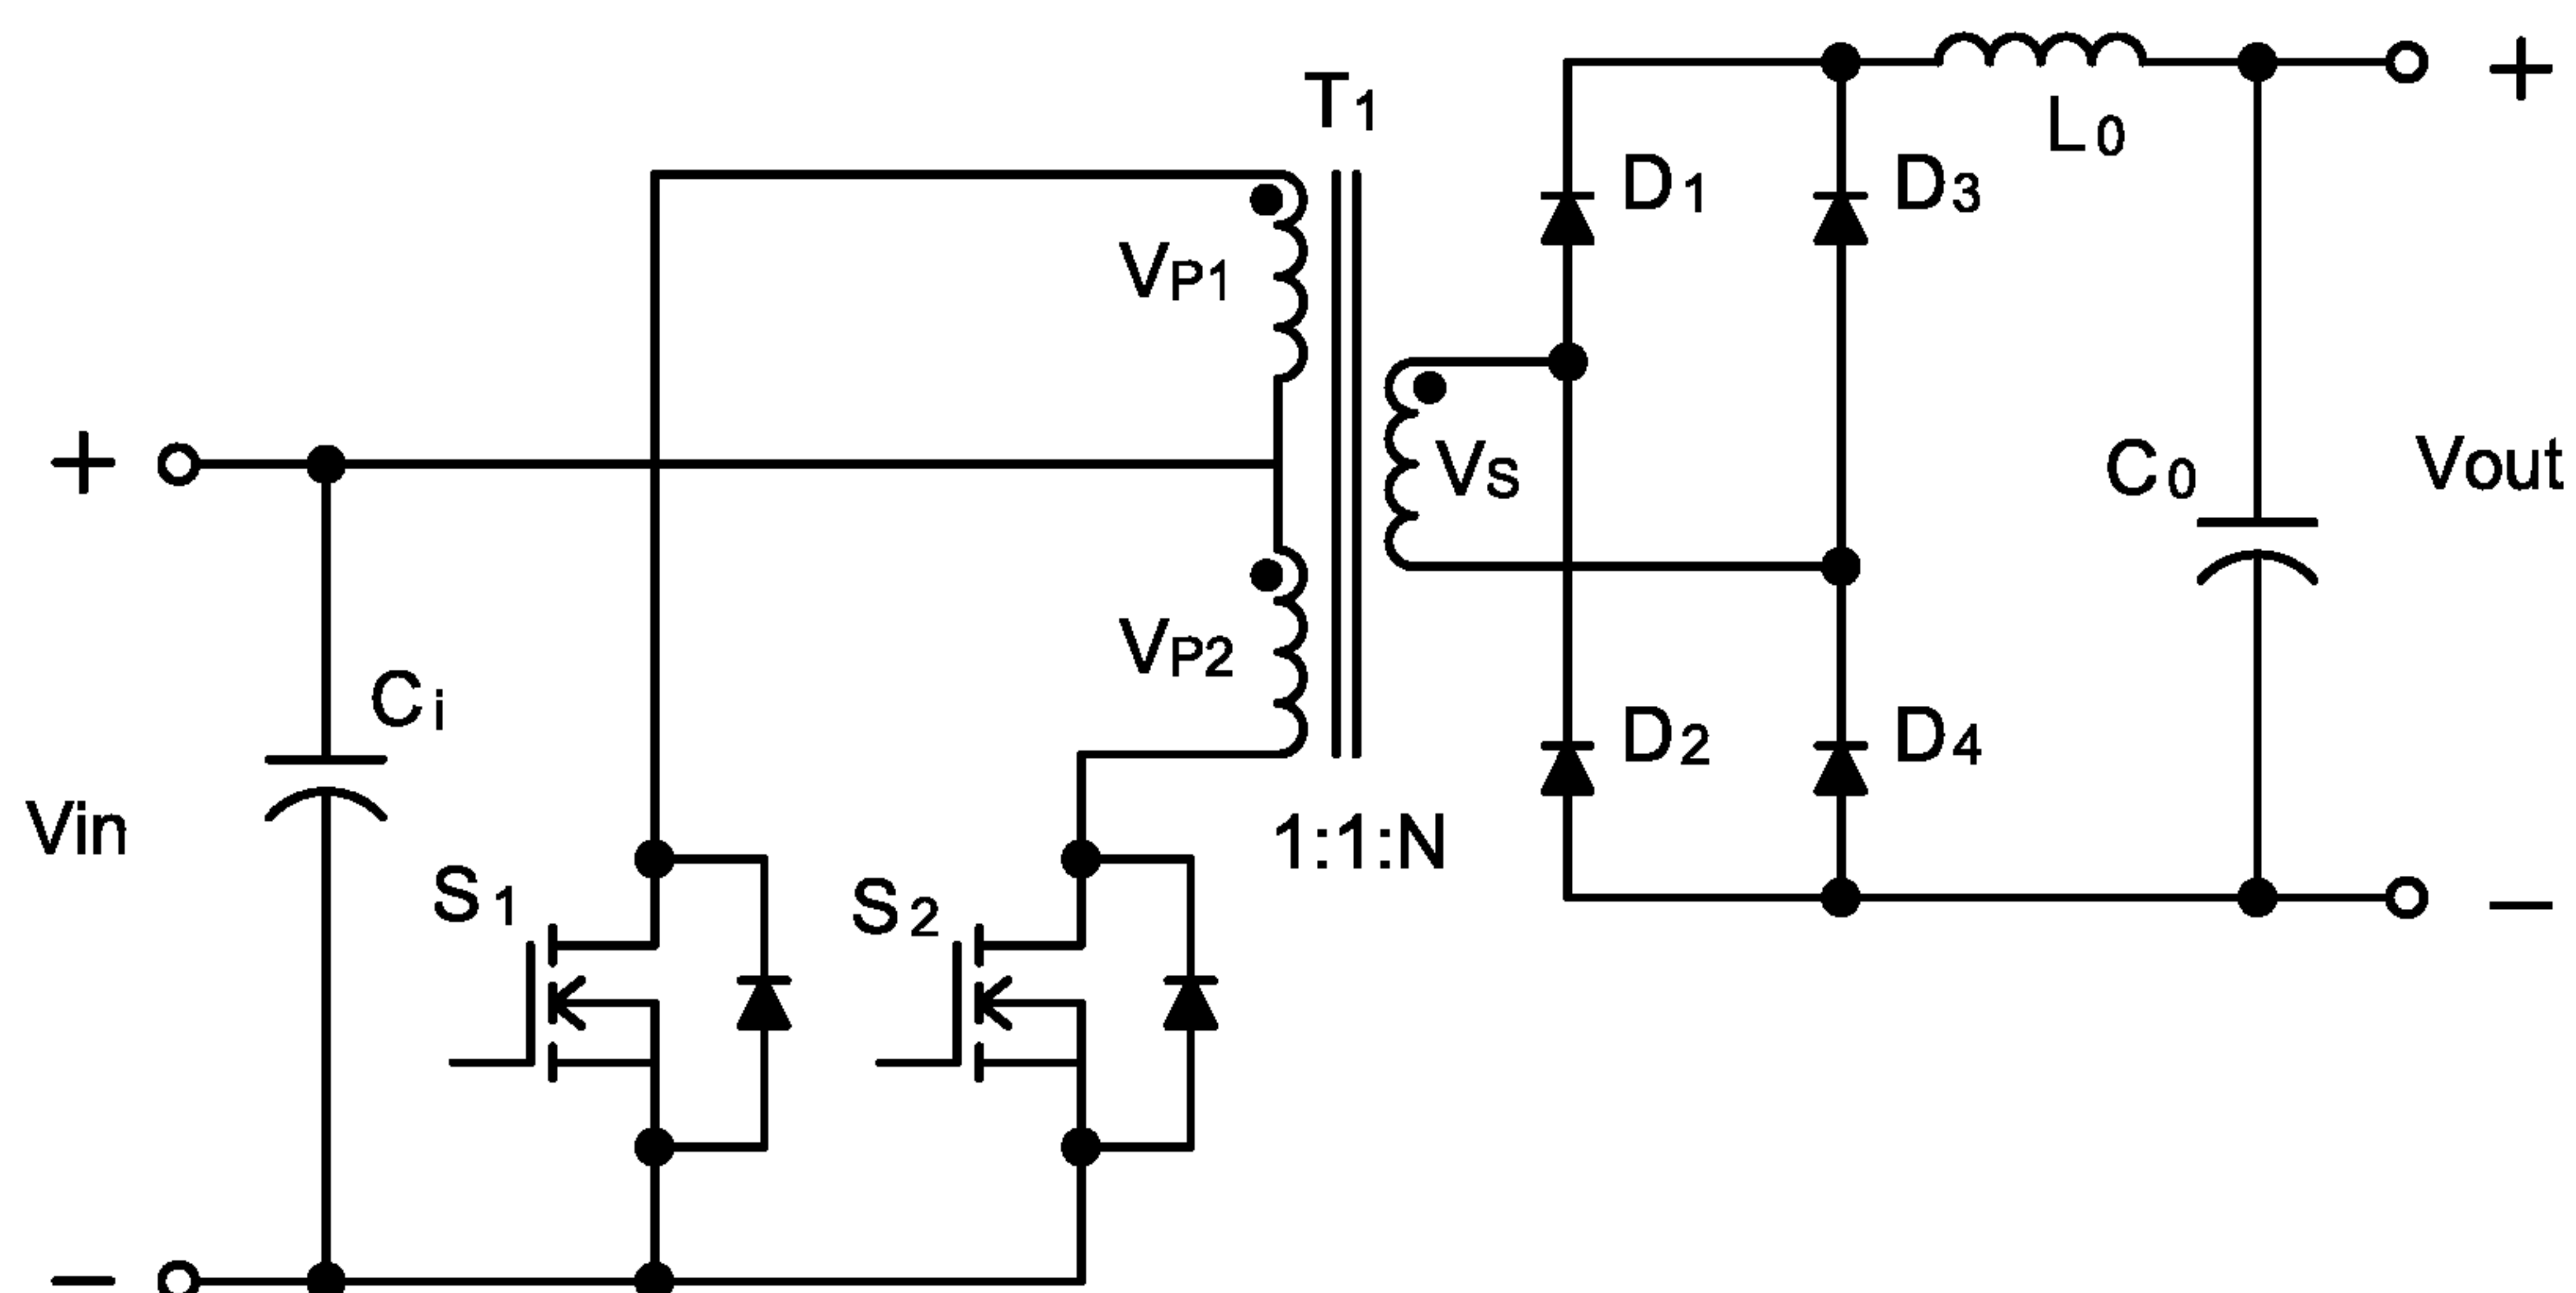 T1
+
L0
D1
D3
VP1
+
VS
C0
Vout
VP2
Ci
D2
D4
Vin
1:1:N
S1
S2
−
−